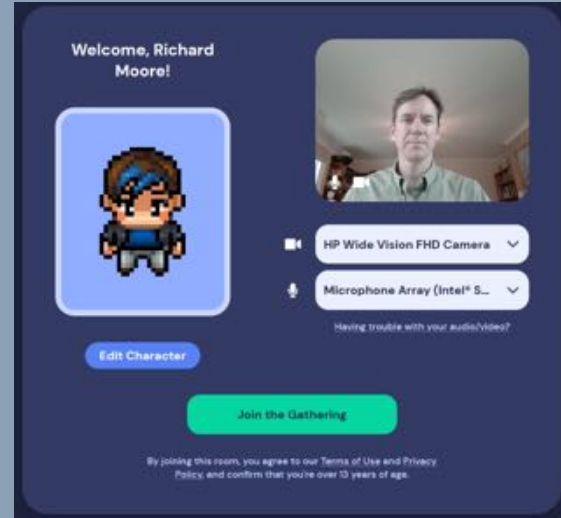 Welcome, Richard
Moore!
HP Wide Vision FHD Camera
Microphone Array (Intel® S...
Having trouble with your audio/video?
Edit Character
Join the Gathering
By joining this room, you agree to our Terms of Use and Privacy
Policy, and confirm that you're over 13 years of age.